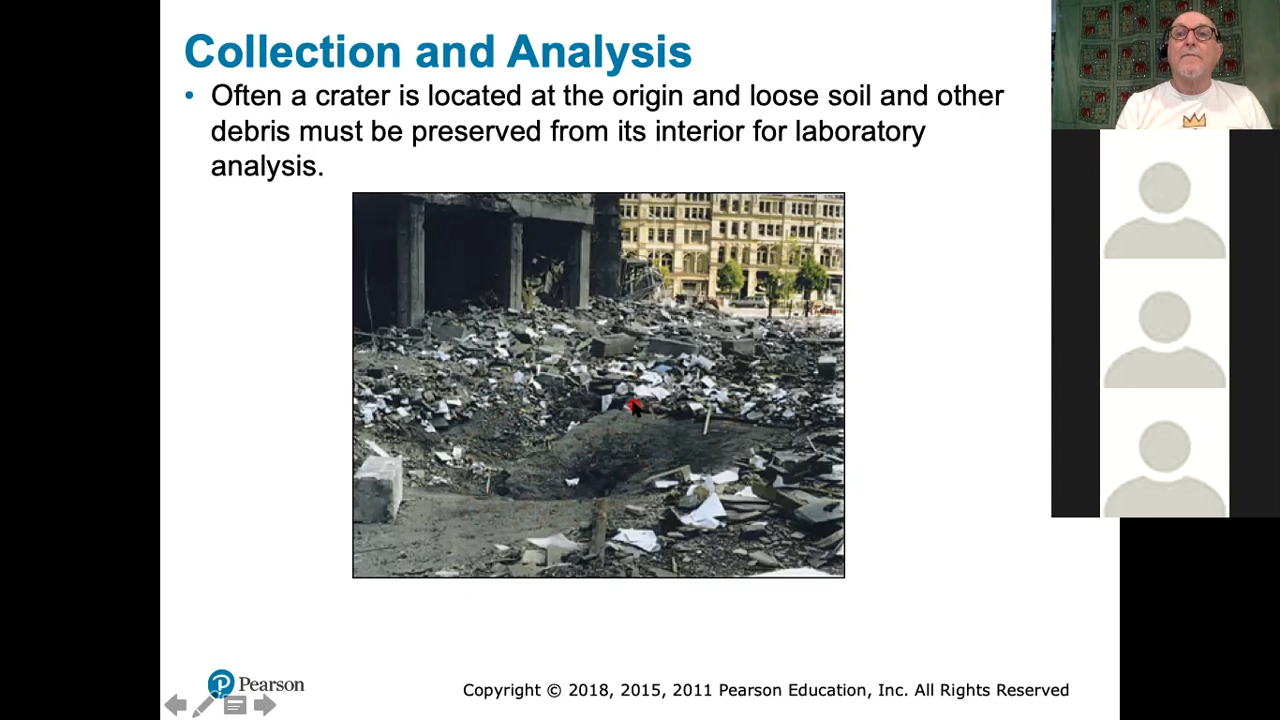 Collection and Analysis
• Often a crater is located at the origin and loose soil and other
debris must be preserved from its interior for laboratory
analysis.
Pearson
Copyright © 2018, 2015, 2011 Pearson Education, Inc. All Rights Reserved